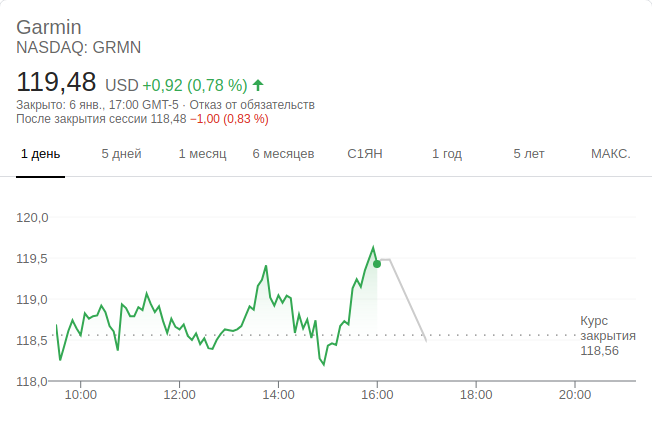 Garmin
NASDAQ: GRMN
119,48 USD +0,92 (0,78 %)
Закрыто: 6 янв., 17:00 GMT-5 · Отказ от обязательств
После закрытия сессии 118,48 −1,00 (0,83 %)
1 день 5 дней 1 месяц 6 месяцев С1ЯН 1 год 5 лет МАКС.
120,0
119,5
119,0
118,5
118,0
Курс
закрытия
118,56
10:00 12:00 14:00 16:00 18:00 20:00